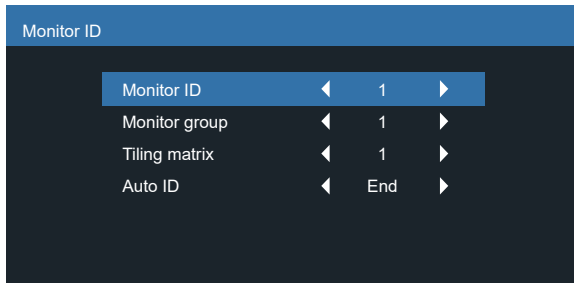 Monitor ID
Monitor ID 1
Monitor group 1
Tiling matrix 1
Auto ID End